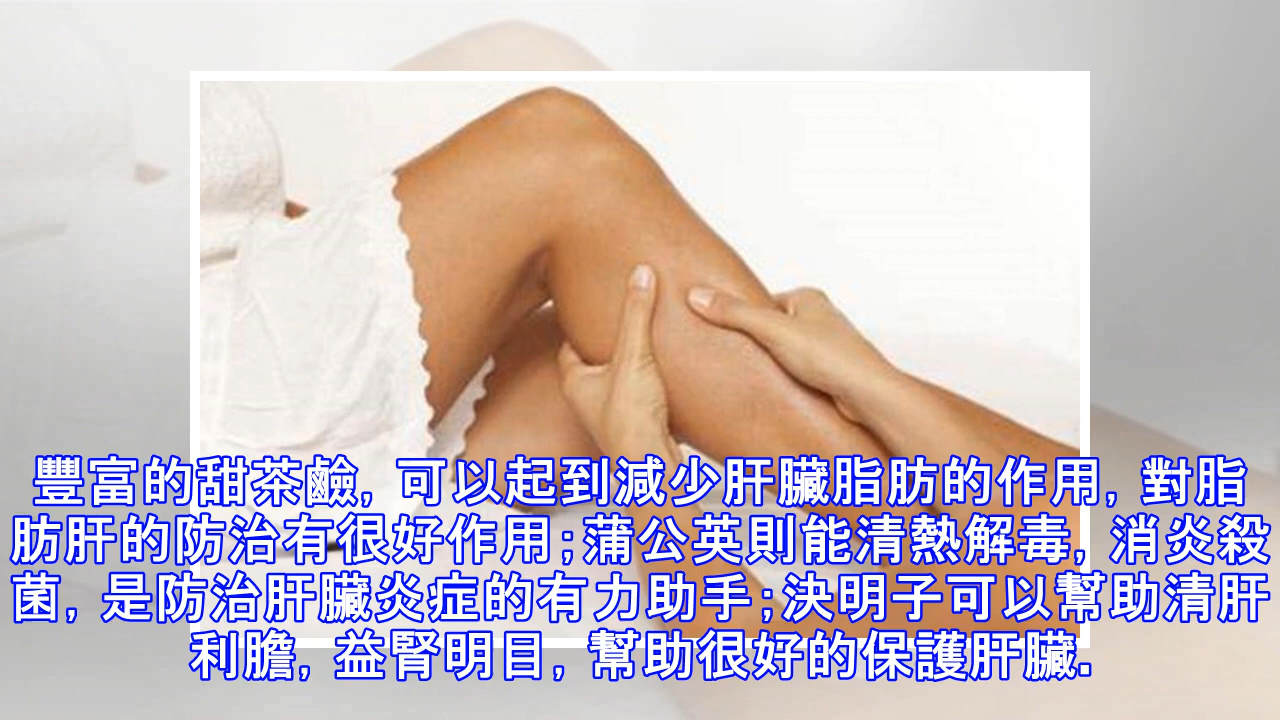 豐富的甜茶鹼, 可以起到減少肝臟脂肪的作用, 對脂
肪肝的防治有很好作用;蒲公英則能清熱解毒, 消炎殺
菌, 是防治肝臟炎症的有力助手;決明子可以幫助清肝
利膽, 益腎明目, 幫助很好的保護肝臟.